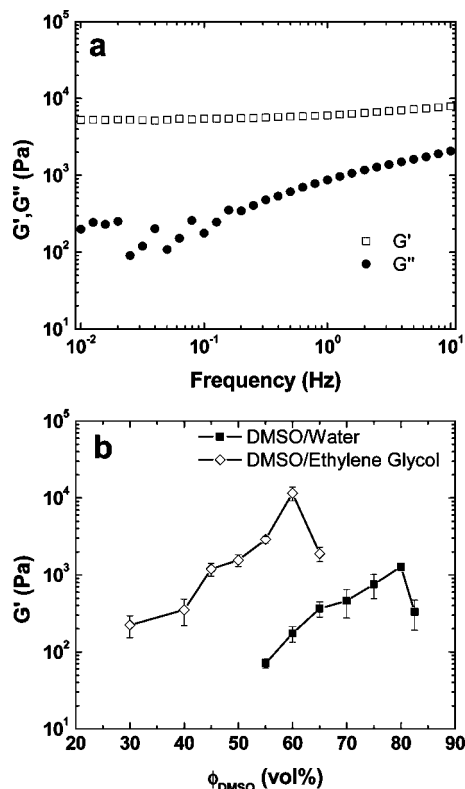 a
10^5
10^4
10^3
10^2
10^1
G',G'' (Pa)
G'
G''
10^-2
10^-1
10^0
10^1
Frequency (Hz)
b
DMSO/Water
DMSO/Ethylene Glycol
10^5
10^4
10^3
10^2
10^1
G' (Pa)
20 30 40 50 60 70 80 90
ϕDMSO (vol%)